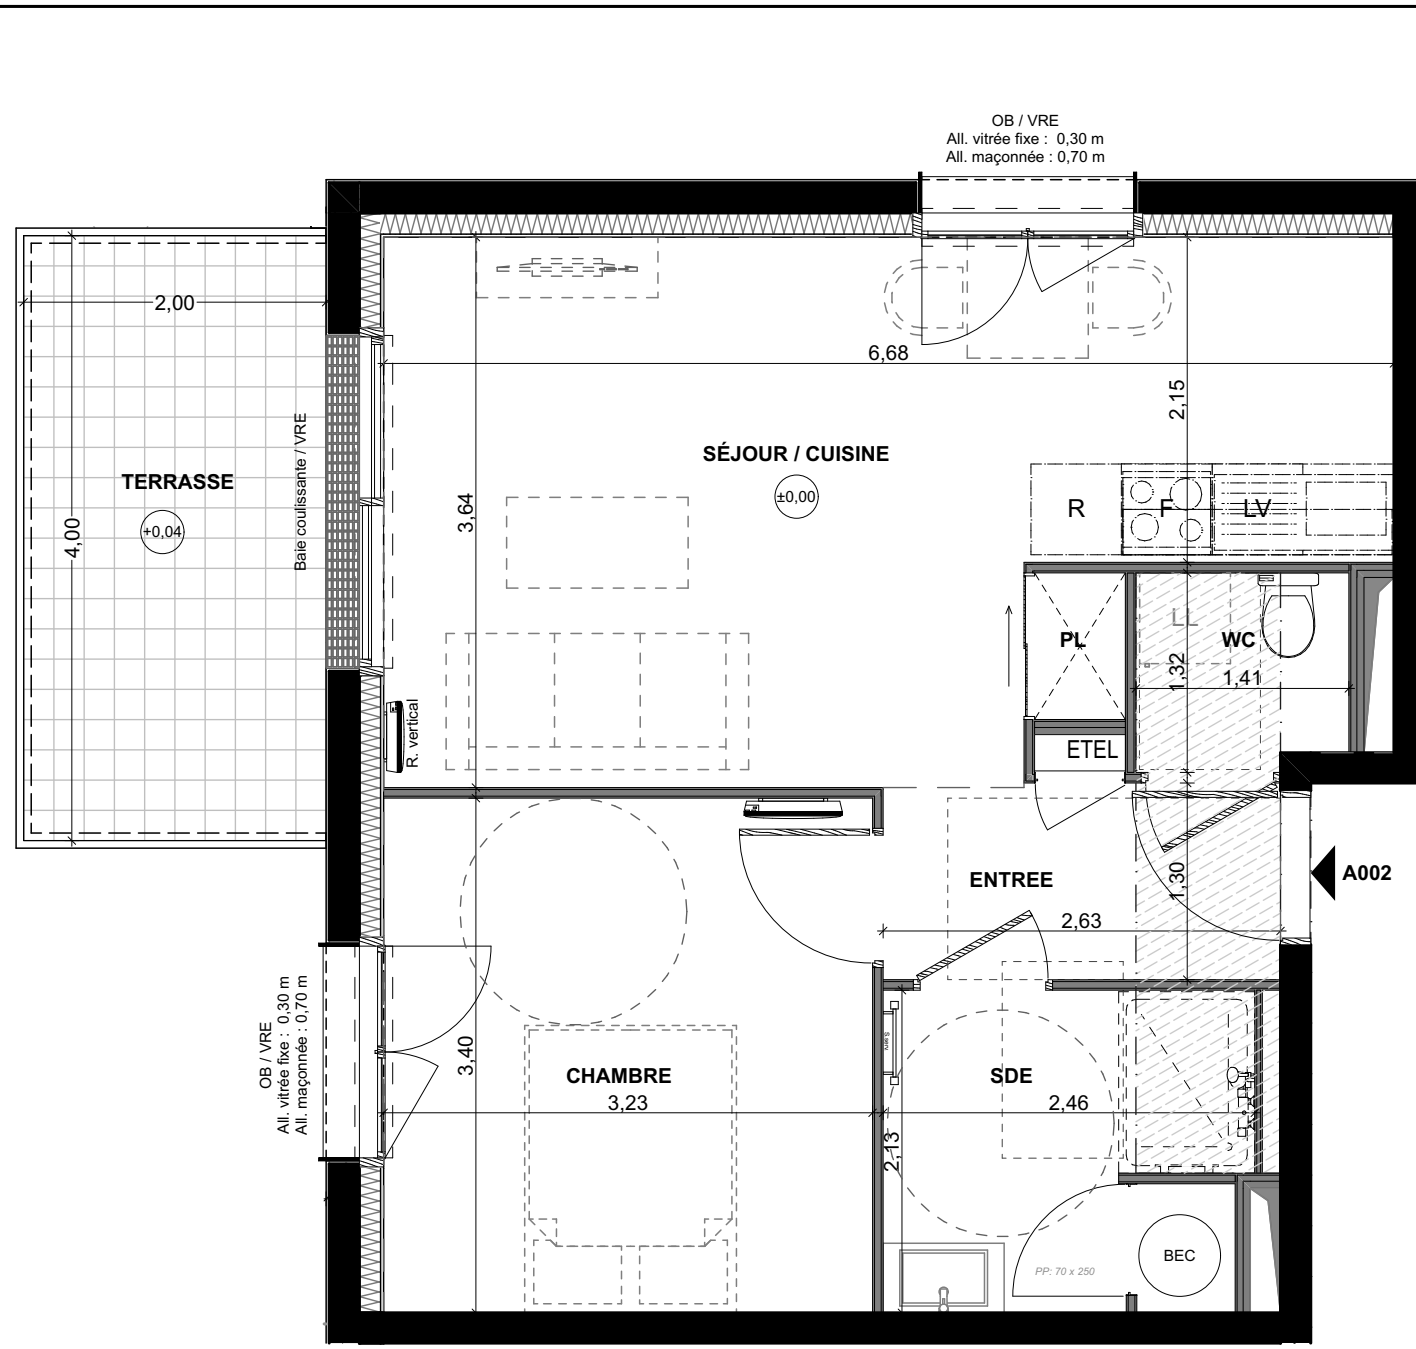 OB / VRE
All. vitrée fixe : 0,30 m
All. maçonnée : 0,70 m
2,00
6,68
2,15
SÉJOUR / CUISINE
±0,00
TERRASSE
+0,04
4,00
Baie coulissante / VRE
3,64
R
F
LV
LL
PL
WC
1,32
1,41
R. vertical
ETEL
ENTREE
1,30
A002
2,63
OB / VRE
All. vitrée fixe : 0,30 m
All. maçonnée : 0,70 m
3,40
CHAMBRE
3,23
S.serv.
SDE
2,46
2,13
BEC
PP: 70 x 250